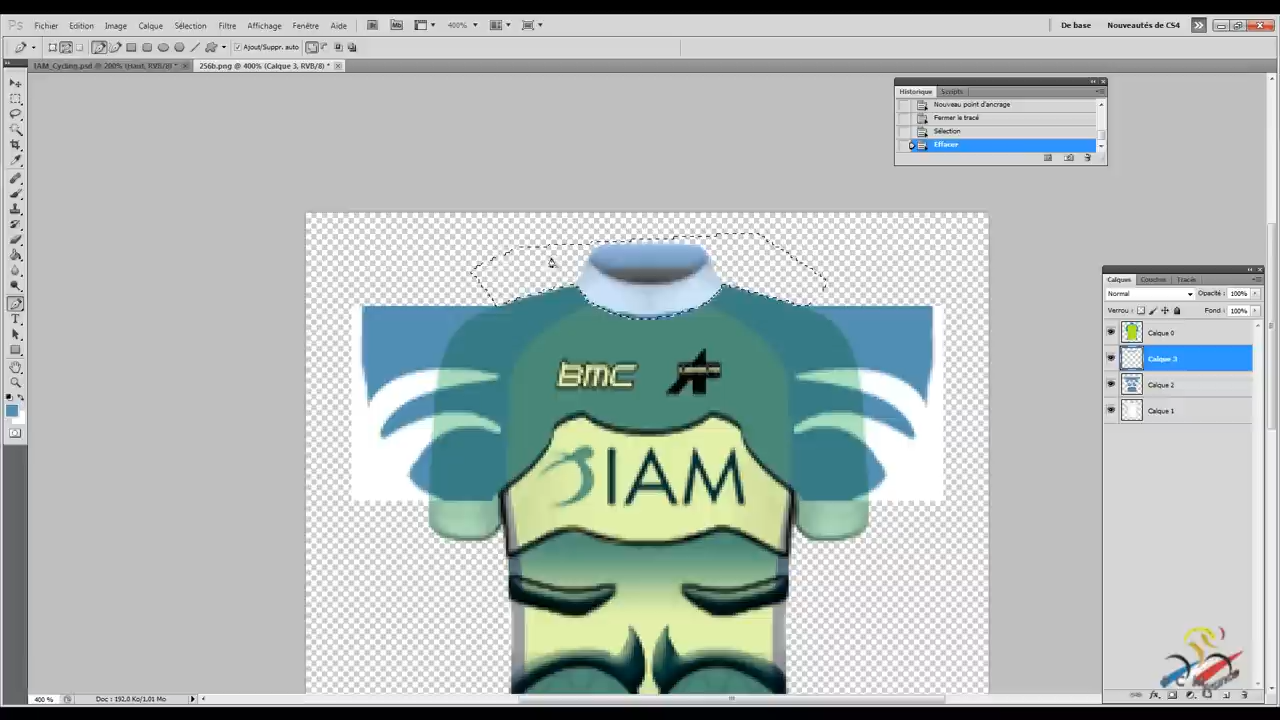 Fichier Edition Image Calque Sélection Filtre Affichage Fenêtre Aide 400% De base Nouveautés de CS4
Ajout/Suppr. auto
IAM_Cycling.psd @ 200% (Haut, RVB/8) * 256b.png @ 400% (Calque 3, RVB/8) *
Historique Scripts
Nouveau point d'ancrage
Fermer le tracé
Sélection
Effacer
Calques Couches Tracés
Normal Opacité : 100%
Verrou : Fond : 100%
Calque 0
Calque 3
Calque 2
Calque 1
BMC
IAM
400 % Doc : 192,0 Ko/1,01 Mo